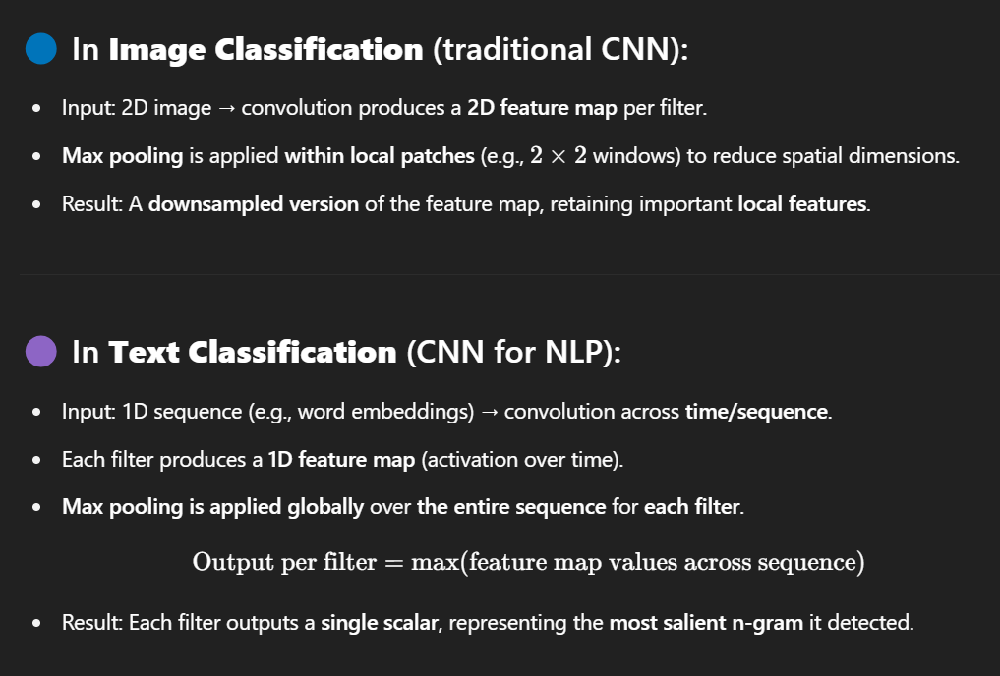 In Image Classification (traditional CNN):
• Input: 2D image → convolution produces a 2D feature map per filter.
• Max pooling is applied within local patches (e.g., 2 × 2 windows) to reduce spatial dimensions.
• Result: A downsampled version of the feature map, retaining important local features.
In Text Classification (CNN for NLP):
• Input: 1D sequence (e.g., word embeddings) → convolution across time/sequence.
• Each filter produces a 1D feature map (activation over time).
• Max pooling is applied globally over the entire sequence for each filter.
Output per filter = max(feature map values across sequence)
• Result: Each filter outputs a single scalar, representing the most salient n-gram it detected.